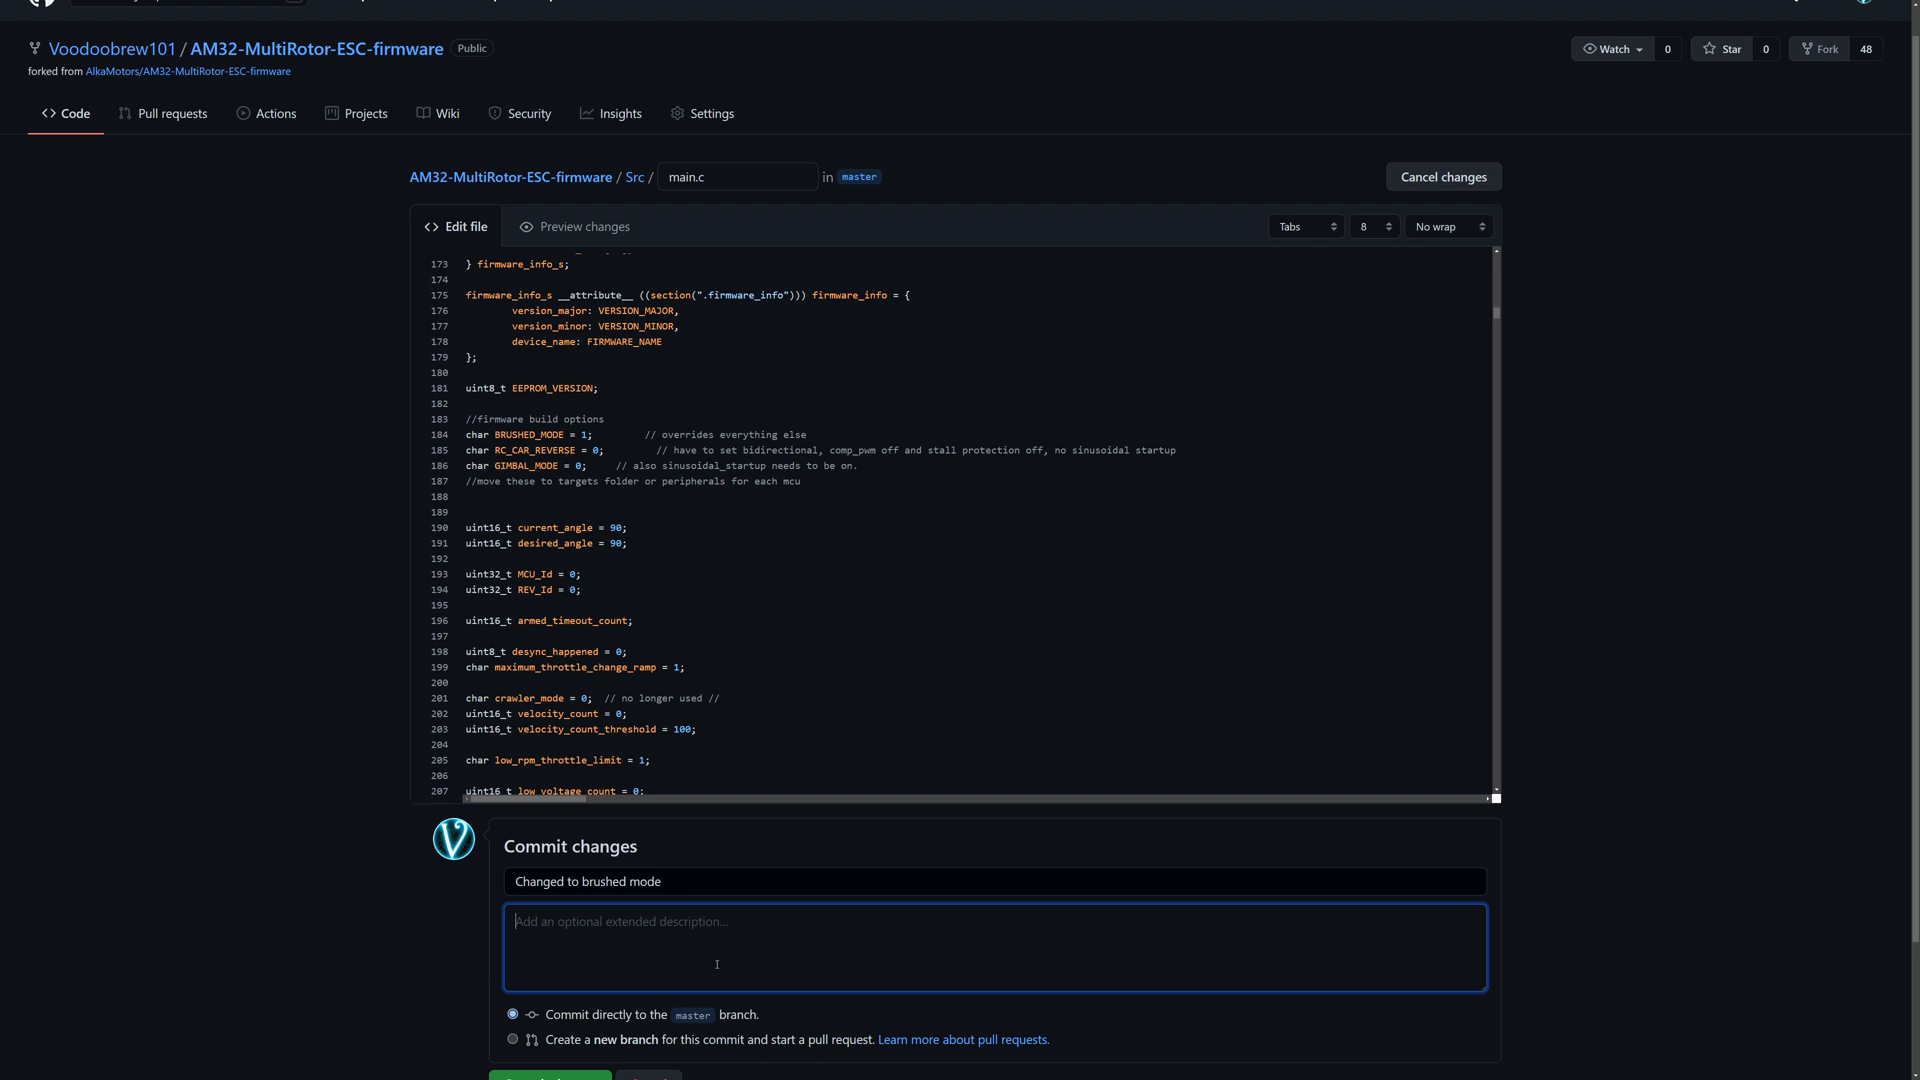 Voodoobrew101 / AM32-MultiRotor-ESC-firmware Public
Watch 0 Star 0 Fork 48
forked from AlkaMotors/AM32-MultiRotor-ESC-firmware
Code Pull requests Actions Projects Wiki Security Insights Settings
AM32-MultiRotor-ESC-firmware / Src / main.c in master Cancel changes
Edit file Preview changes Tabs 8 No wrap
173 } firmware_info_s;
174
175 firmware_info_s __attribute__ ((section(".firmware_info"))) firmware_info = {
176 version_major: VERSION_MAJOR,
177 version_minor: VERSION_MINOR,
178 device_name: FIRMWARE_NAME
179 };
180
181 uint8_t EEPROM_VERSION;
182
183 //firmware build options
184 char BRUSHED_MODE = 1; // overrides everything else
185 char RC_CAR_REVERSE = 0; // have to set bidirectional, comp_pwm off and stall protection off, no sinusoidal startup
186 char GIMBAL_MODE = 0; // also sinusoidal_startup needs to be on.
187 //move these to targets folder or peripherals for each mcu
188
189
190 uint16_t current_angle = 90;
191 uint16_t desired_angle = 90;
192
193 uint32_t MCU_Id = 0;
194 uint32_t REV_Id = 0;
195
196 uint16_t armed_timeout_count;
197
198 uint8_t desync_happened = 0;
199 char maximum_throttle_change_ramp = 1;
200
201 char crawler_mode = 0; // no longer used //
202 uint16_t velocity_count = 0;
203 uint16_t velocity_count_threshold = 100;
204
205 char low_rpm_throttle_limit = 1;
206
207 uint16_t low_voltage_count = 0;
Commit changes
Changed to brushed mode
Add an optional extended description...
Commit directly to the master branch.
Create a new branch for this commit and start a pull request. Learn more about pull requests.